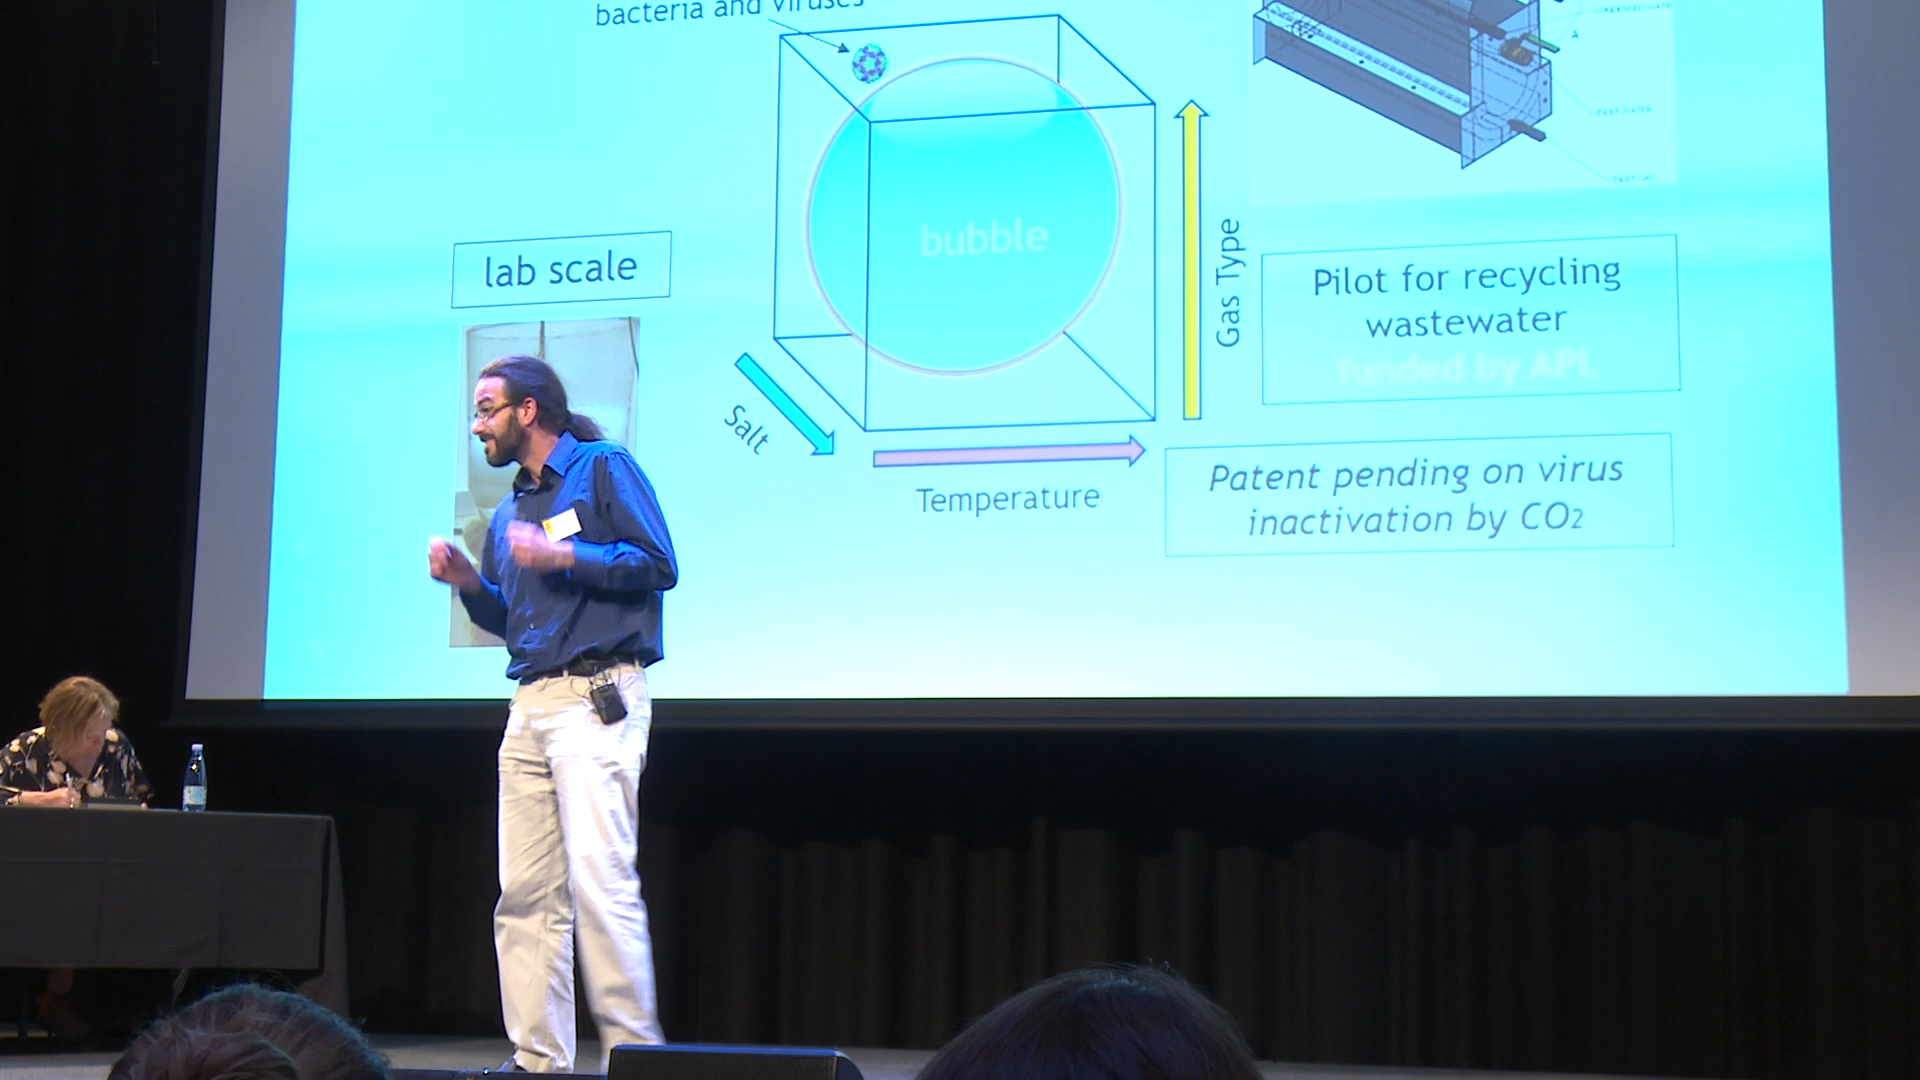 bacteria and viruses
lab scale
bubble
Salt
Temperature
Gas Type
Pilot for recycling
wastewater
funded by APL
Patent pending on virus
inactivation by CO2
A